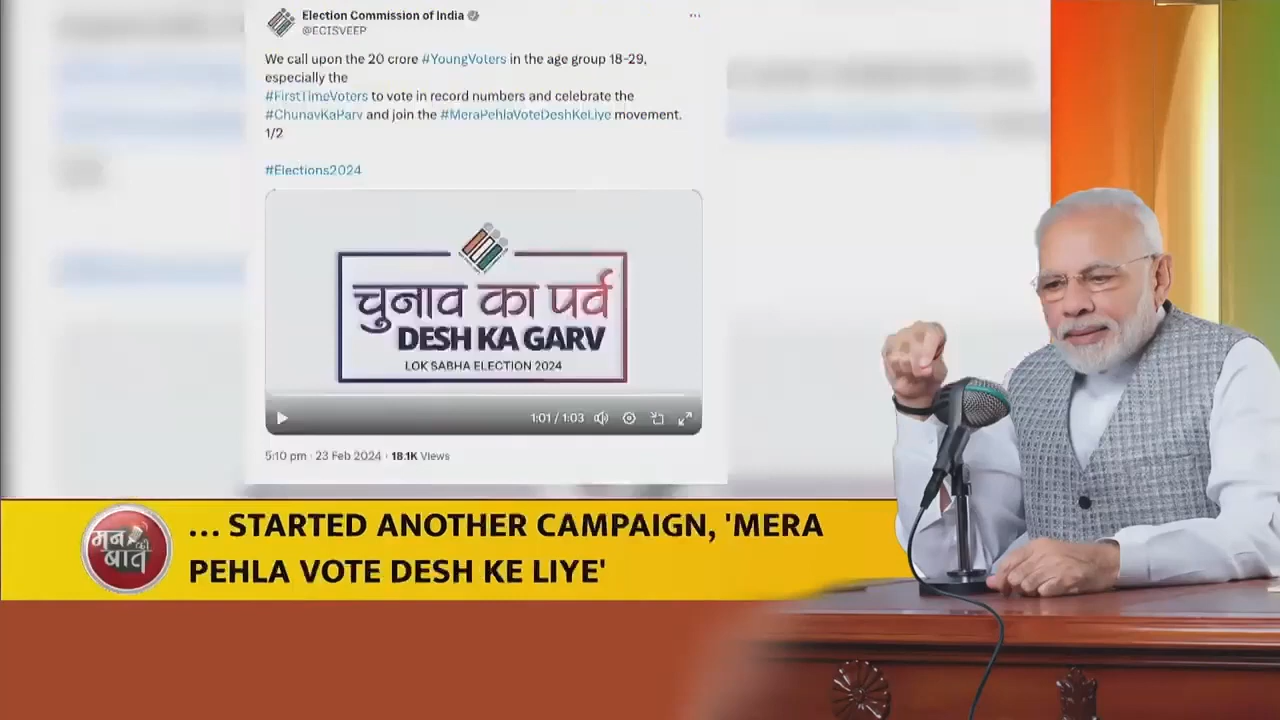 Election Commission of India
@ECISVEEP
We call upon the 20 crore #YoungVoters in the age group 18-29,
especially the
#FirstTimeVoters to vote in record numbers and celebrate the
#ChunavKaParv and join the #MeraPehlaVoteDeshKeLiye movement.
1/2
#Elections2024
चुनाव का पर्व
DESH KA GARV
LOK SABHA ELECTION 2024
1:01 / 1:03
5:10 pm · 23 Feb 2024 · 18.1K Views
मन की बात
... STARTED ANOTHER CAMPAIGN, 'MERA
PEHLA VOTE DESH KE LIYE'